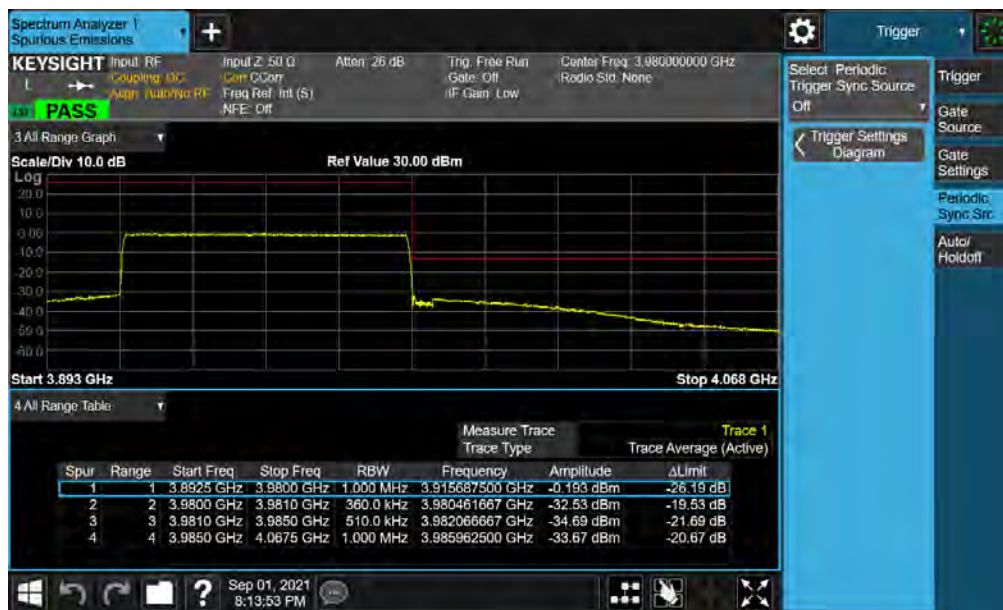 Spectrum Analyzer 1
Spurious Emissions
Trigger
KEYSIGHT Input: RF Input Z: 50 Ω Atten: 26 dB Trig: Free Run Center Freq: 3.980000000 GHz
Coupling: DC Corr CCorr Gate: Off Radio Std: None
Align: Auto/No RF Freq Ref: Int (S) IF Gain: Low
NFE: Off
PASS
3 All Range Graph
Scale/Div 10.0 dB Ref Value 30.00 dBm
Log
20.0
10.0
0.00
-10.0
-20.0
-30.0
-40.0
-50.0
-60.0
Start 3.893 GHz Stop 4.068 GHz
4 All Range Table
Measure Trace Trace 1
Trace Type Trace Average (Active)
Spur Range Start Freq Stop Freq RBW Frequency Amplitude ΔLimit
1 1 3.8925 GHz 3.9800 GHz 1.000 MHz 3.915687500 GHz -0.193 dBm -26.19 dB
2 2 3.9800 GHz 3.9810 GHz 360.0 kHz 3.980461667 GHz -32.53 dBm -19.53 dB
3 3 3.9810 GHz 3.9850 GHz 510.0 kHz 3.982066667 GHz -34.69 dBm -21.69 dB
4 4 3.9850 GHz 4.0675 GHz 1.000 MHz 3.985962500 GHz -33.67 dBm -20.67 dB
Select Periodic
Trigger Sync Source
Off
Trigger Settings
Diagram
Trigger
Gate
Source
Gate
Settings
Periodic
Sync Src
Auto/
Holdoff
?
Sep 01, 2021
8:13:53 PM